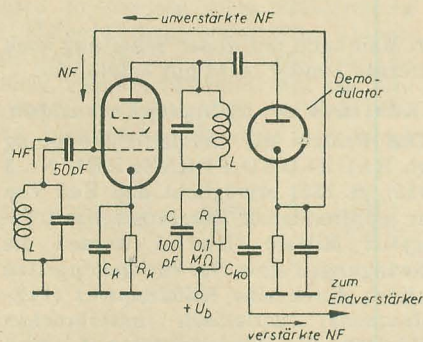 unverstärkte NF
NF
Demo-
dulator
HF
50pF
L
L
C
R
100
pF
0,1
MΩ
Ck
Rk
Cko
+Ub
zum
Endverstärker
verstärkte NF